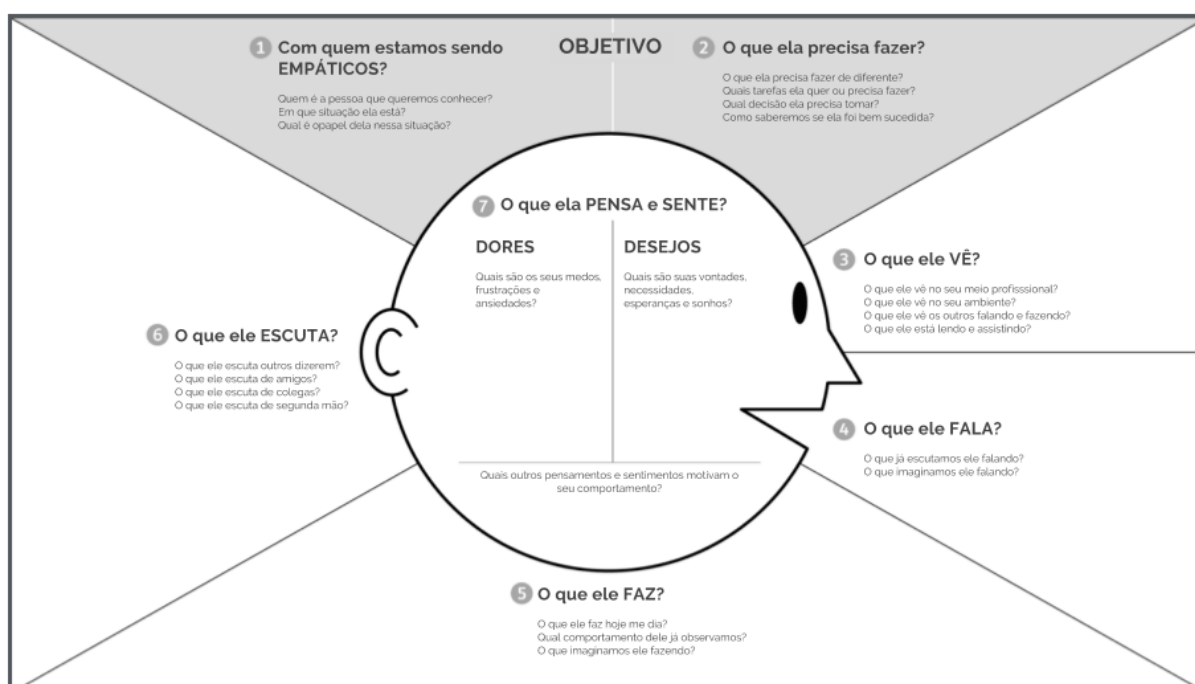 1 Com quem estamos sendo
EMPÁTICOS?
Quem é a pessoa que queremos conhecer?
Em que situação ela está?
Qual é opapel dela nessa situação?
OBJETIVO
2 O que ela precisa fazer?
O que ela precisa fazer de diferente?
Quais tarefas ela quer ou precisa fazer?
Qual decisão ela precisa tomar?
Como saberemos se ela foi bem sucedida?
3 O que ele VÊ?
O que ele vê no seu meio profisssional?
O que ele vê no seu ambiente?
O que ele vê os outros falando e fazendo?
O que ele está lendo e assistindo?
4 O que ele FALA?
O que já escutamos ele falando?
O que imaginamos ele falando?
5 O que ele FAZ?
O que ele faz hoje me dia?
Qual comportamento dele já observamos?
O que imaginamos ele fazendo?
6 O que ele ESCUTA?
O que ele escuta outros dizerem?
O que ele escuta de amigos?
O que ele escuta de colegas?
O que ele escuta de segunda mão?
7 O que ela PENSA e SENTE?
DORES
Quais são os seus medos,
frustrações e
ansiedades?
DESEJOS
Quais são suas vontades,
necessidades,
esperanças e sonhos?
Quais outros pensamentos e sentimentos motivam o
seu comportamento?